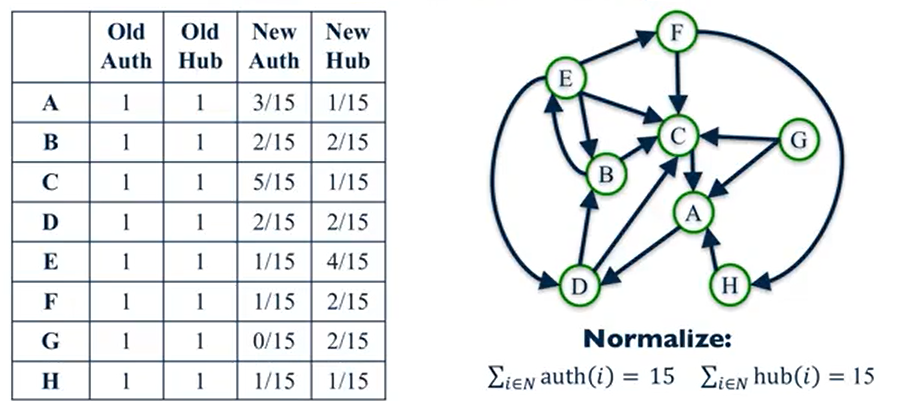 Old Auth Old Hub New Auth New Hub
A 1 1 3/15 1/15
B 1 1 2/15 2/15
C 1 1 5/15 1/15
D 1 1 2/15 2/15
E 1 1 1/15 4/15
F 1 1 1/15 2/15
G 1 1 0/15 2/15
H 1 1 1/15 1/15
F
E
C
G
B
A
D
H
Normalize:
∑i∈N auth(i) = 15 ∑i∈N hub(i) = 15